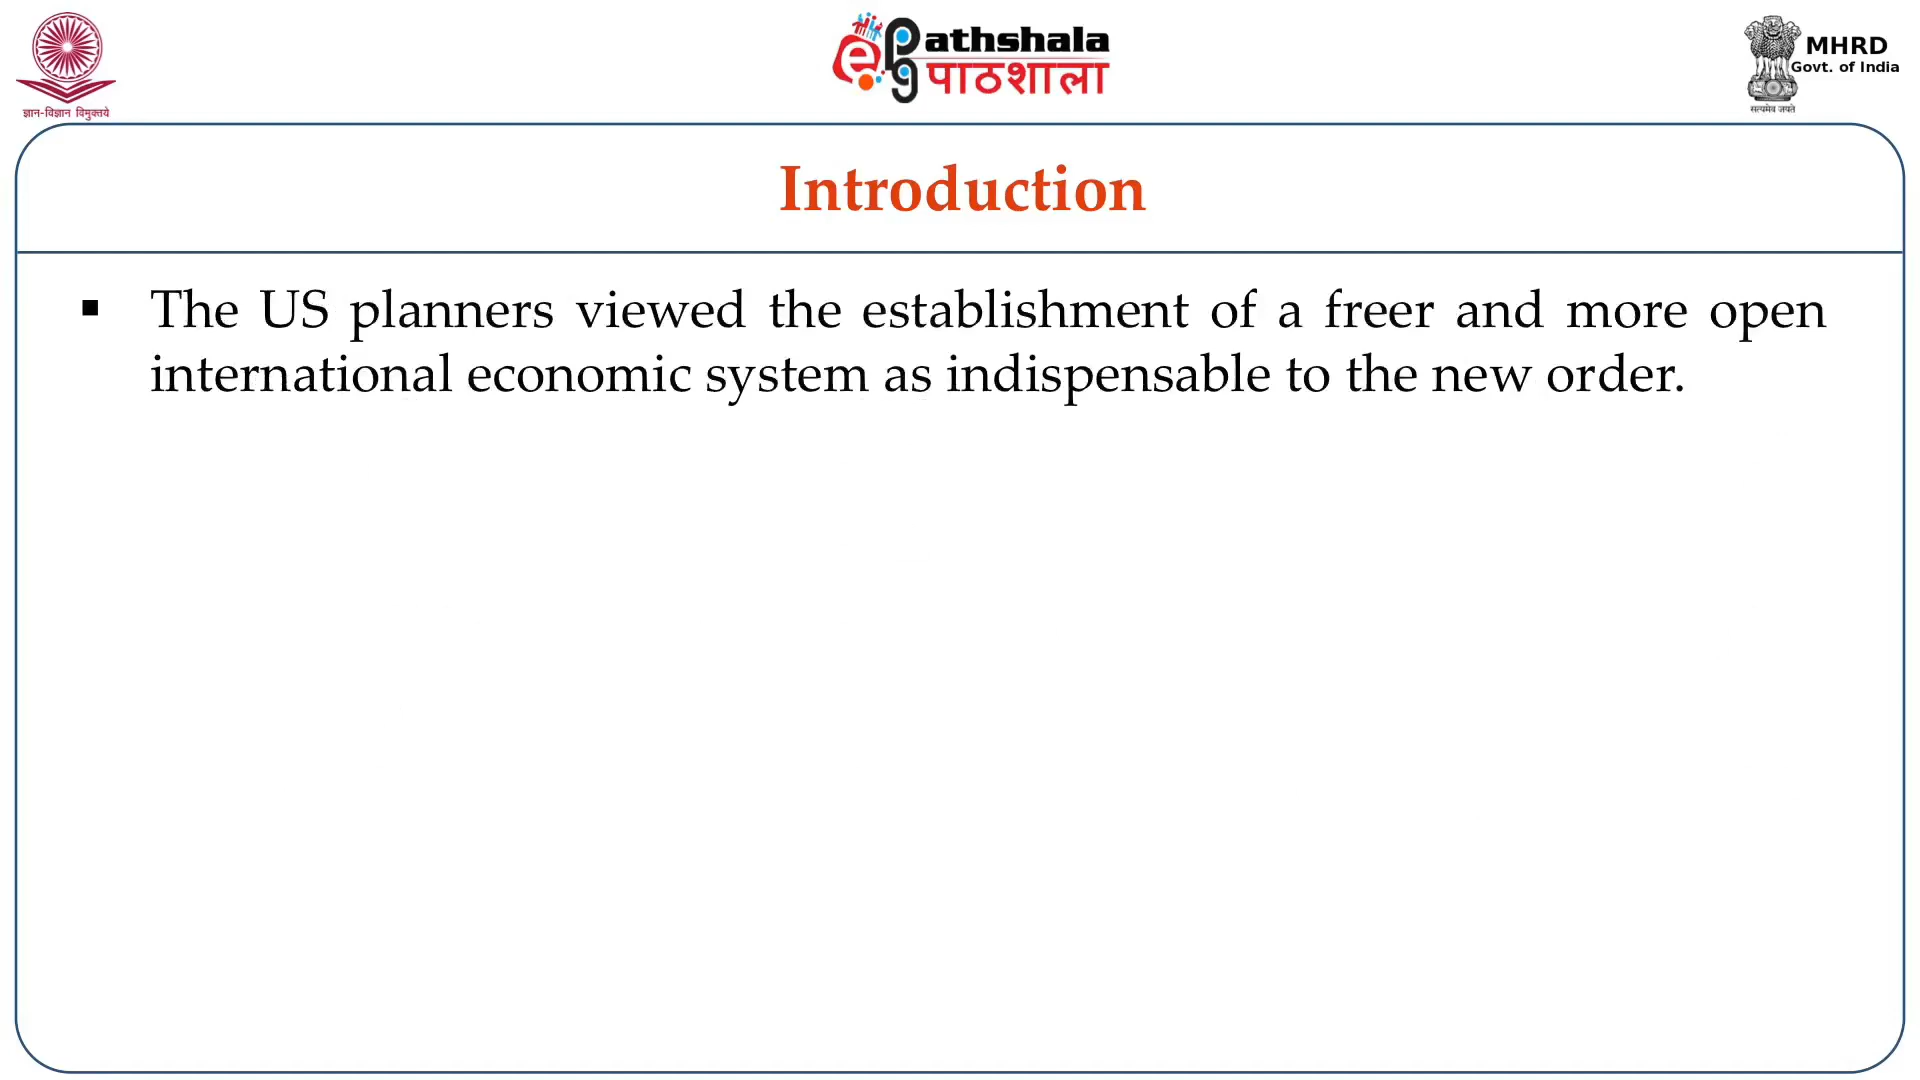 ज्ञान-विज्ञान विमुक्तये
e Pathshala
पाठशाला
MHRD
Govt. of India
सत्यमेव जयते
Introduction
▪ The US planners viewed the establishment of a freer and more open
international economic system as indispensable to the new order.